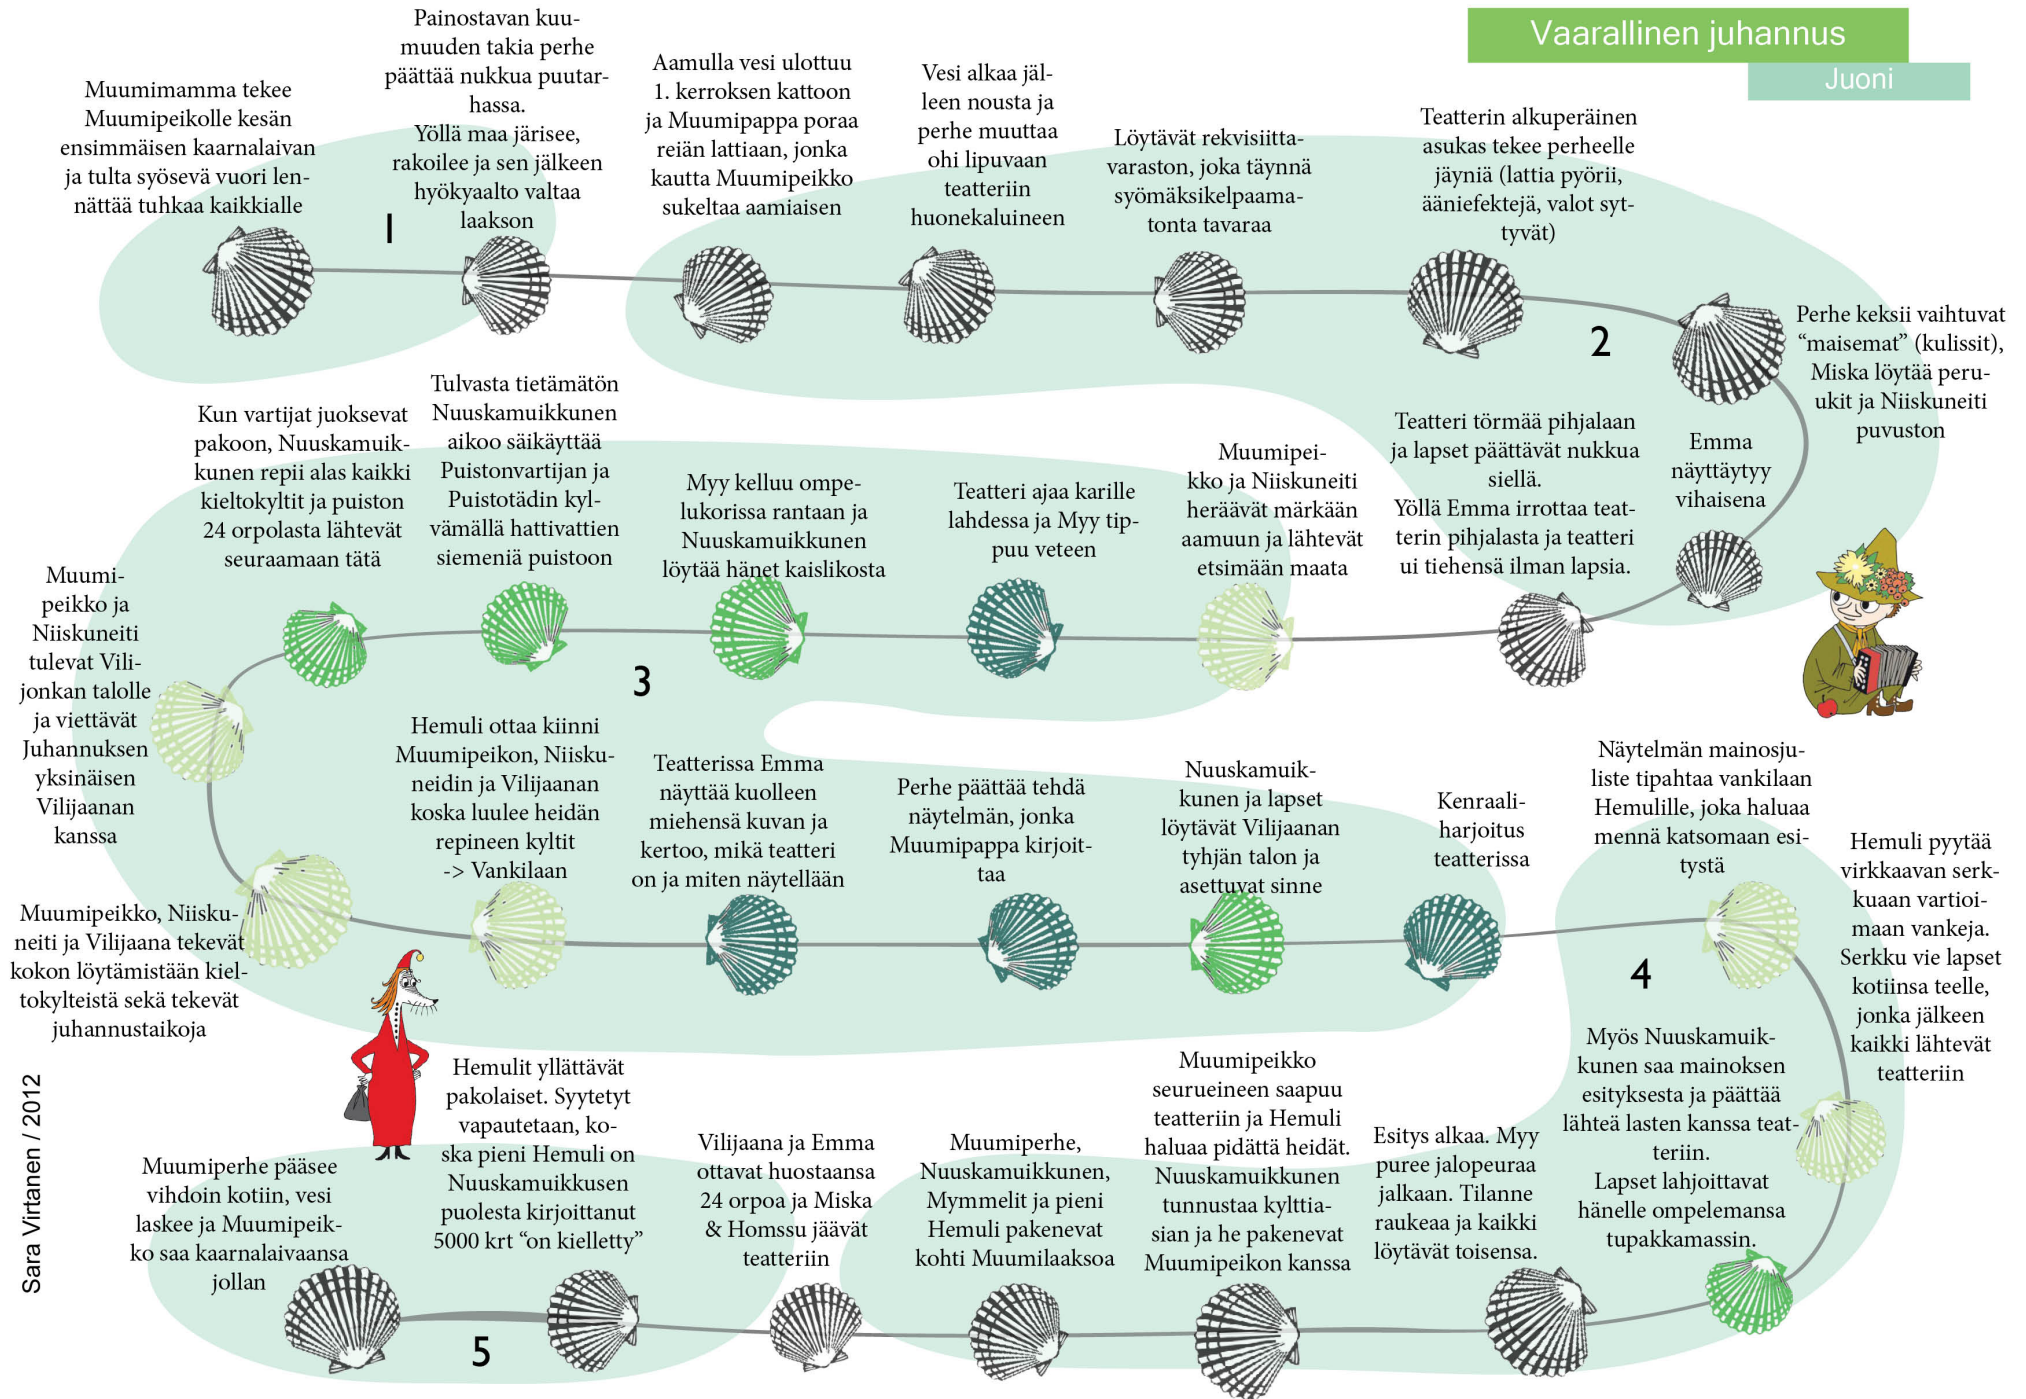 Vaarallinen juhannus
Juoni
Muumimamma tekee
Muumipeikolle kesän
ensimmäisen kaarnalaivan
ja tulta syösevä vuori len-
nättää tuhkaa kaikkialle
1
Painostavan kuu-
muuden takia perhe
päättää nukkua puutar-
hassa.
Yöllä maa järisee,
rakoilee ja sen jälkeen
hyökyaalto valtaa
laakson
Aamulla vesi ulottuu
1. kerroksen kattoon
ja Muumipappa poraa
reiän lattiaan, jonka
kautta Muumipeikko
sukeltaa aamiaisen
Vesi alkaa jäl-
leen nousta ja
perhe muuttaa
ohi lipuvaan
teatteriin
huonekaluineen
Löytävät rekvisiitta-
varaston, joka täynnä
syömäksikelpaama-
tonta tavaraa
Teatterin alkuperäinen
asukas tekee perheelle
jäyniä (lattia pyörii,
ääniefektejä, valot syt-
tyvät)
2
Perhe keksii vaihtuvat
“maisemat” (kulissit),
Miska löytää peru-
ukit ja Niiskuneiti
puvuston
Emma
näyttäytyy
vihaisena
Teatteri törmää pihjalaan
ja lapset päättävät nukkua
siellä.
Yöllä Emma irrottaa teat-
terin pihjalasta ja teatteri
ui tiehensä ilman lapsia.
Muumipei-
kko ja Niiskuneiti
heräävät märkään
aamuun ja lähtevät
etsimään maata
Teatteri ajaa karille
lahdessa ja Myy tip-
puu veteen
Myy kelluu ompe-
lukorissa rantaan ja
Nuuskamuikkunen
löytää hänet kaislikosta
3
Tulvasta tietämätön
Nuuskamuikkunen
aikoo säikäyttää
Puistonvartijan ja
Puistotädin kyl-
vämällä hattivattien
siemeniä puistoon
Kun vartijat juoksevat
pakoon, Nuuskamuik-
kunen repii alas kaikki
kieltokyltit ja puiston
24 orpolasta lähtevät
seuraamaan tätä
Muumi-
peikko ja
Niiskuneiti
tulevat Vili-
jonkan talolle
ja viettävät
Juhannuksen
yksinäisen
Vilijaanan
kanssa
Muumipeikko, Niisku-
neiti ja Vilijaana tekevät
kokon löytämistään kiel-
tokylteistä sekä tekevät
juhannustaikoja
Hemuli ottaa kiinni
Muumipeikon, Niisku-
neidin ja Vilijaanan
koska luulee heidän
repineen kyltit
-> Vankilaan
Teatterissa Emma
näyttää kuolleen
miehensä kuvan ja
kertoo, mikä teatteri
on ja miten näytellään
Perhe päättää tehdä
näytelmän, jonka
Muumipappa kirjoit-
taa
Nuuskamuik-
kunen ja lapset
löytävät Vilijaanan
tyhjän talon ja
asettuvat sinne
Kenraali-
harjoitus
teatterissa
Näytelmän mainosju-
liste tipahtaa vankilaan
Hemulille, joka haluaa
mennä katsomaan esi-
tystä
4
Hemuli pyytää
virkkaavan serk-
kuaan vartioi-
maan vankeja.
Serkku vie lapset
kotiinsa teelle,
jonka jälkeen
kaikki lähtevät
teatteriin
Myös Nuuskamuik-
kunen saa mainoksen
esityksesta ja päättää
lähteä lasten kanssa teat-
teriin.
Lapset lahjoittavat
hänelle ompelemansa
tupakkamassin.
Esitys alkaa. Myy
puree jalopeuraa
jalkaan. Tilanne
raukeaa ja kaikki
löytävät toisensa.
Muumipeikko
seurueineen saapuu
teatteriin ja Hemuli
haluaa pidättä heidät.
Nuuskamuikkunen
tunnustaa kylttia-
sian ja he pakenevat
Muumipeikon kanssa
Muumiperhe,
Nuuskamuikkunen,
Mymmelit ja pieni
Hemuli pakenevat
kohti Muumilaaksoa
Vilijaana ja Emma
ottavat huostaansa
24 orpoa ja Miska
& Homssu jäävät
teatteriin
Hemulit yllättävät
pakolaiset. Syytetyt
vapautetaan, ko-
ska pieni Hemuli on
Nuuskamuikkusen
puolesta kirjoittanut
5000 krt “on kielletty”
5
Muumiperhe pääsee
vihdoin kotiin, vesi
laskee ja Muumipeik-
ko saa kaarnalaivaansa
jollan
Sara Virtanen / 2012